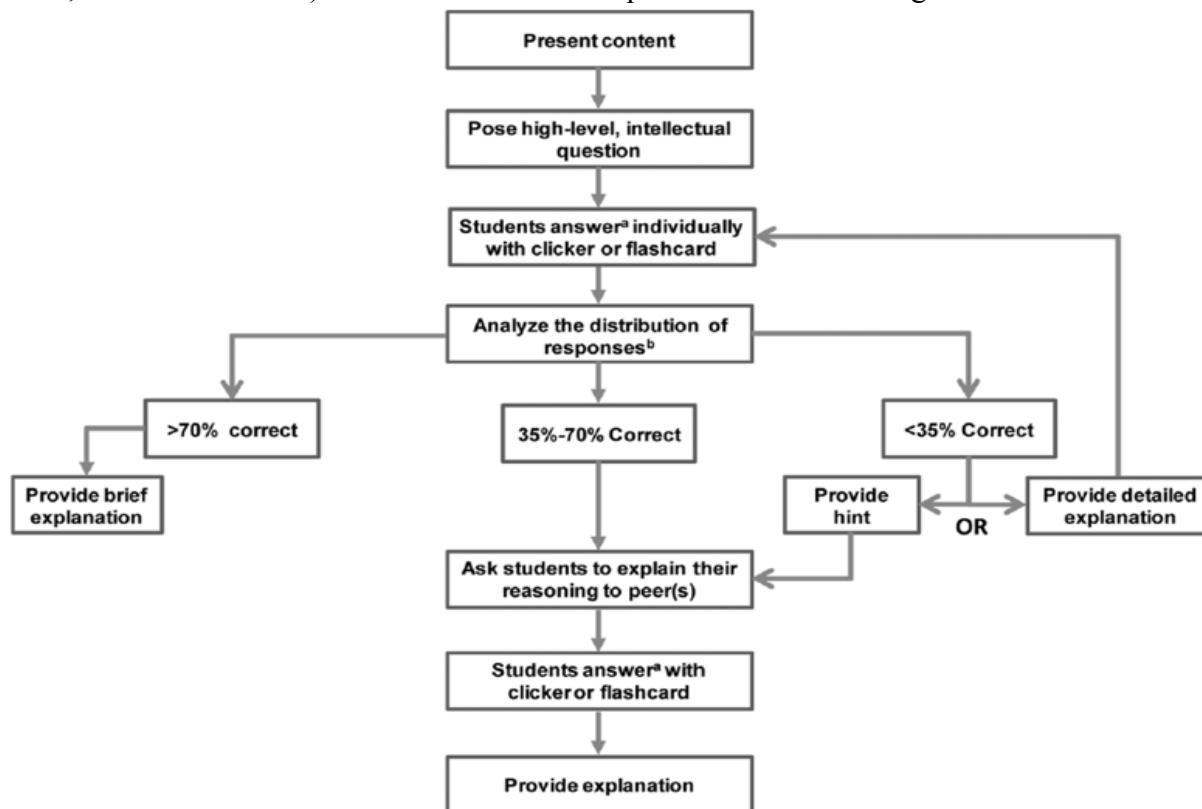 Present content
Pose high-level, intellectual
question
Students answerᵃ individually
with clicker or flashcard
Analyze the distribution of
responsesᵇ
>70% correct
35%-70% Correct
<35% Correct
Provide brief
explanation
Provide
hint
OR
Provide detailed
explanation
Ask students to explain their
reasoning to peer(s)
Students answerᵃ with
clicker or flashcard
Provide explanation